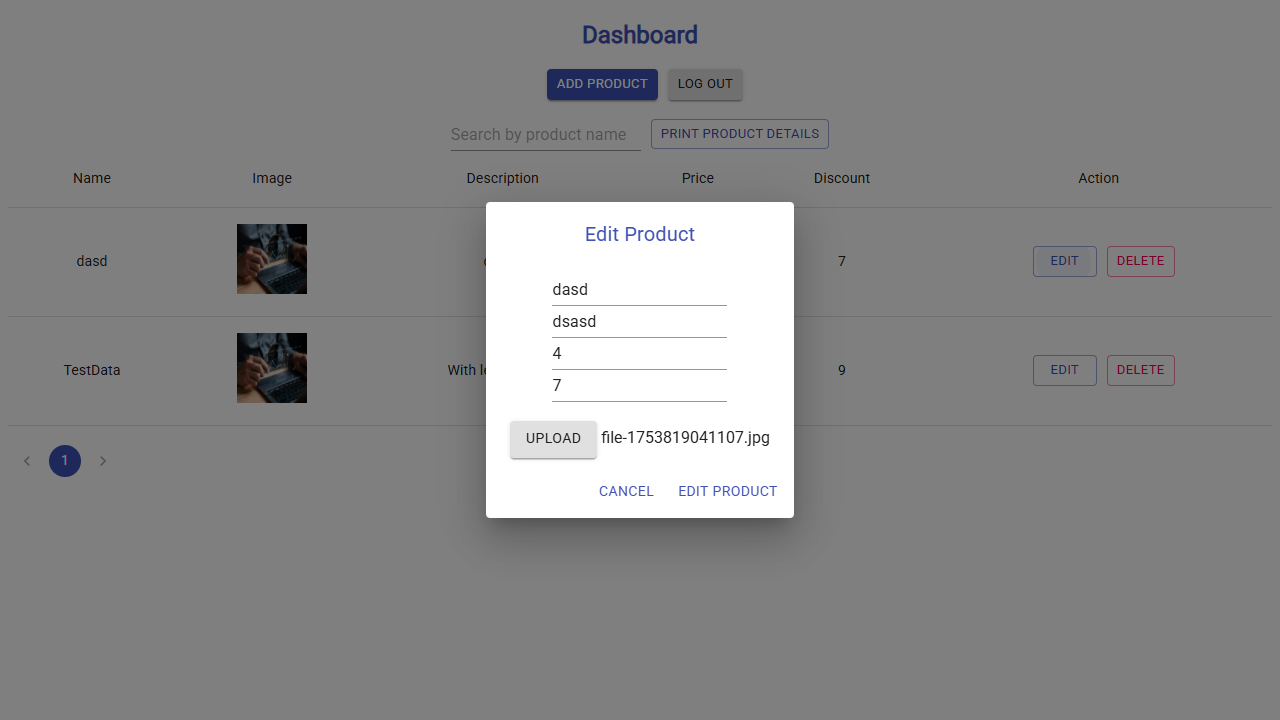 Dashboard
ADD PRODUCT LOG OUT
Search by product name PRINT PRODUCT DETAILS
Name Image Description Price Discount Action
dasd 7 EDIT DELETE
TestData With 9 EDIT DELETE
1
Edit Product
dasd
dsasd
4
7
UPLOAD file-1753819041107.jpg
CANCEL EDIT PRODUCT